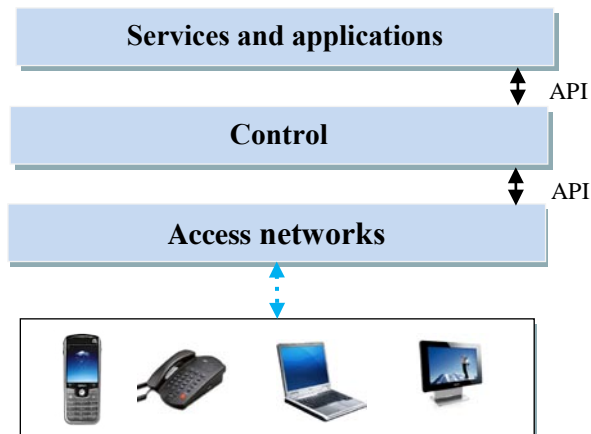 Services and applications
API
Control
API
Access networks